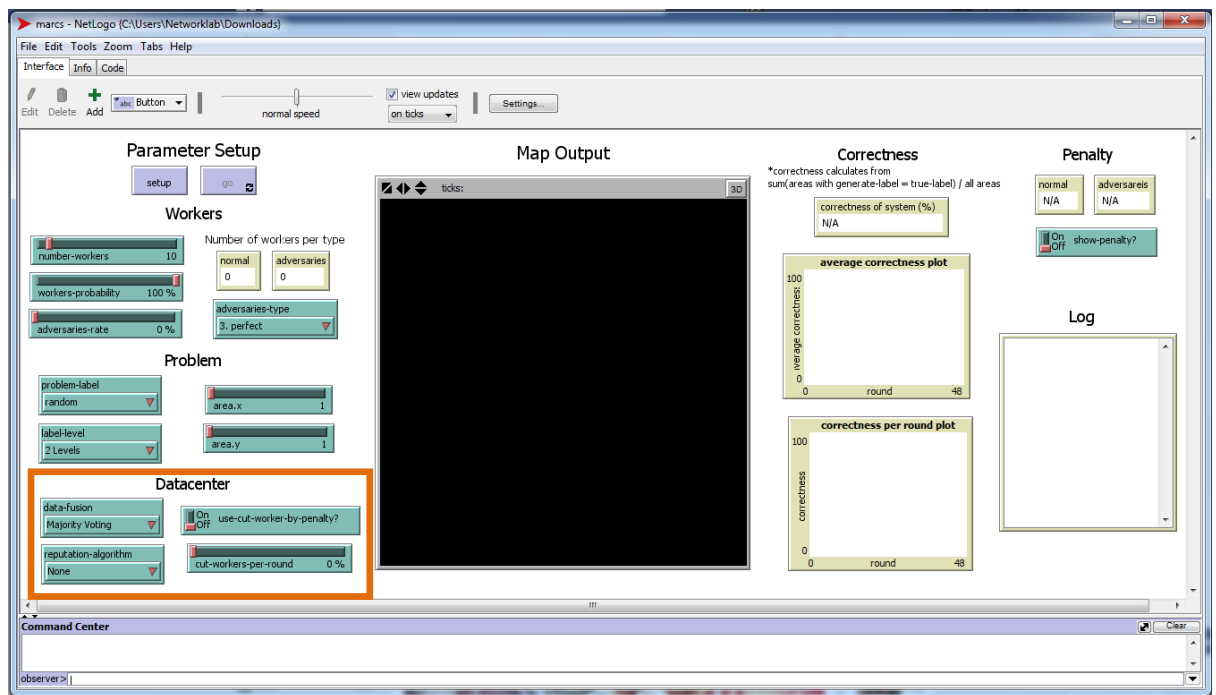 marcs - NetLogo {C:\Users\Networklab\Downloads}
File Edit Tools Zoom Tabs Help
Interface Info Code
Edit Delete Add abc Button normal speed view updates on ticks Settings...
Parameter Setup
setup go
Workers
number-workers 10
workers-probability 100 %
adversaries-rate 0 %
Number of workers per type
normal adversaries
0 0
adversaries-type
3. perfect
Problem
problem-label
random
area.x 1
label-level
2 Levels
area.y 1
Datacenter
data-fusion
Majority Voting
On
Off use-cut-worker-by-penalty?
reputation-algorithm
None
cut-workers-per-round 0 %
Map Output
ticks: 3D
Correctness
*correctness calculates from
sum(areas with generate-label = true-label) / all areas
correctness of system (%)
N/A
average correctness plot
100
average correctness
0
0 round 48
correctness per round plot
100
correctness
0
0 round 48
Penalty
normal adversareis
N/A N/A
On
Off show-penalty?
Log
Command Center Clear
observer>